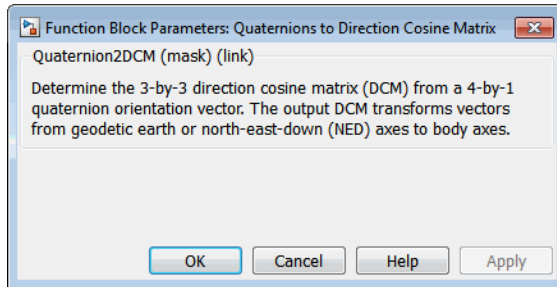 Function Block Parameters: Quaternions to Direction Cosine Matrix
Quaternion2DCM (mask) (link)
Determine the 3-by-3 direction cosine matrix (DCM) from a 4-by-1
quaternion orientation vector. The output DCM transforms vectors
from geodetic earth or north-east-down (NED) axes to body axes.
OK Cancel Help Apply